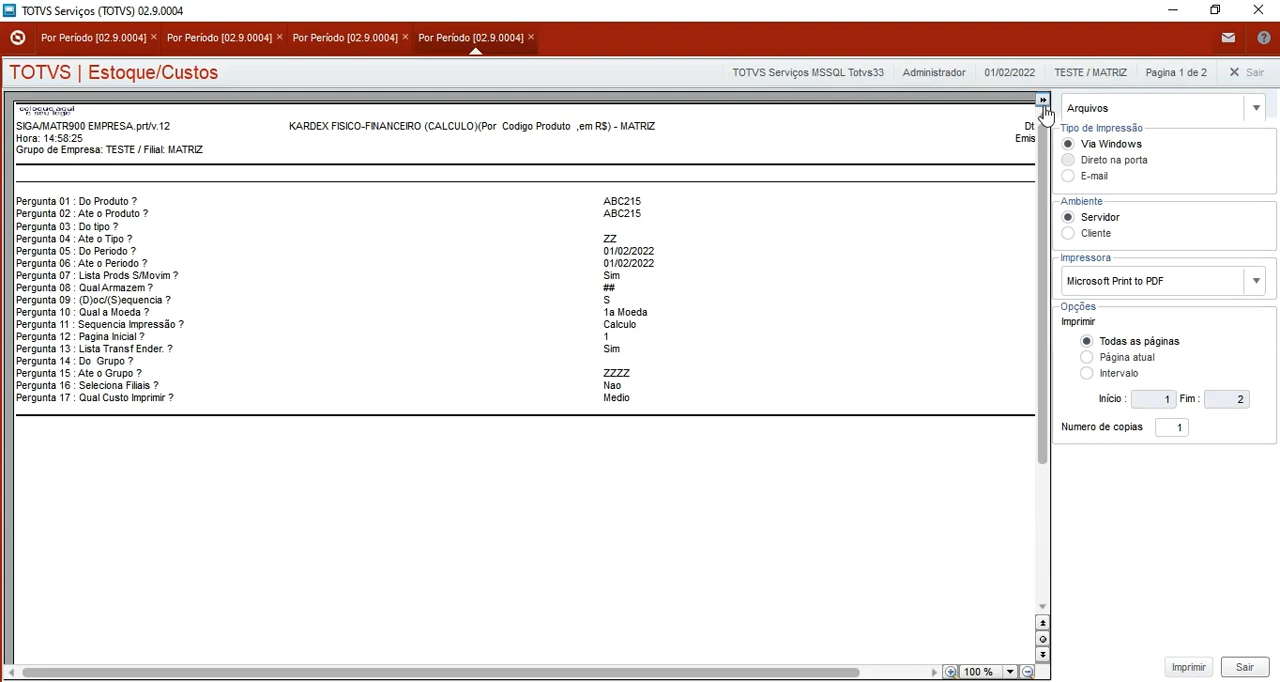 TOTVS Serviços (TOTVS) 02.9.0004
Por Período [02.9.0004] × Por Período [02.9.0004] × Por Período [02.9.0004] × Por Período [02.9.0004] ×
TOTVS | Estoque/Custos
TOTVS Serviços MSSQL Totvs33 Administrador 01/02/2022 TESTE / MATRIZ Pagina 1 de 2 Sair
coloque aqui
o seu logo
SIGA/MATR900 EMPRESA.prt/v.12 KARDEX FISICO-FINANCEIRO (CALCULO)(Por Codigo Produto ,em R$) - MATRIZ Dt
Hora: 14:58:25 Emis
Grupo de Empresa: TESTE / Filial: MATRIZ
Pergunta 01 : Do Produto ? ABC215
Pergunta 02 : Ate o Produto ? ABC215
Pergunta 03 : Do tipo ?
Pergunta 04 : Ate o Tipo ? ZZ
Pergunta 05 : Do Periodo ? 01/02/2022
Pergunta 06 : Ate o Periodo ? 01/02/2022
Pergunta 07 : Lista Prods S/Movim ? Sim
Pergunta 08 : Qual Armazem ? ##
Pergunta 09 : (D)oc/(S)equencia ? S
Pergunta 10 : Qual a Moeda ? 1a Moeda
Pergunta 11 : Sequencia Impressão ? Calculo
Pergunta 12 : Pagina Inicial ? 1
Pergunta 13 : Lista Transf Ender. ? Sim
Pergunta 14 : Do Grupo ?
Pergunta 15 : Ate o Grupo ? ZZZZ
Pergunta 16 : Seleciona Filiais ? Nao
Pergunta 17 : Qual Custo Imprimir ? Medio
100 %
Arquivos
Tipo de Impressão
Via Windows
Direto na porta
E-mail
Ambiente
Servidor
Cliente
Impressora
Microsoft Print to PDF
Opções
Imprimir
Todas as páginas
Página atual
Intervalo
Início : 1 Fim : 2
Numero de copias 1
Imprimir Sair